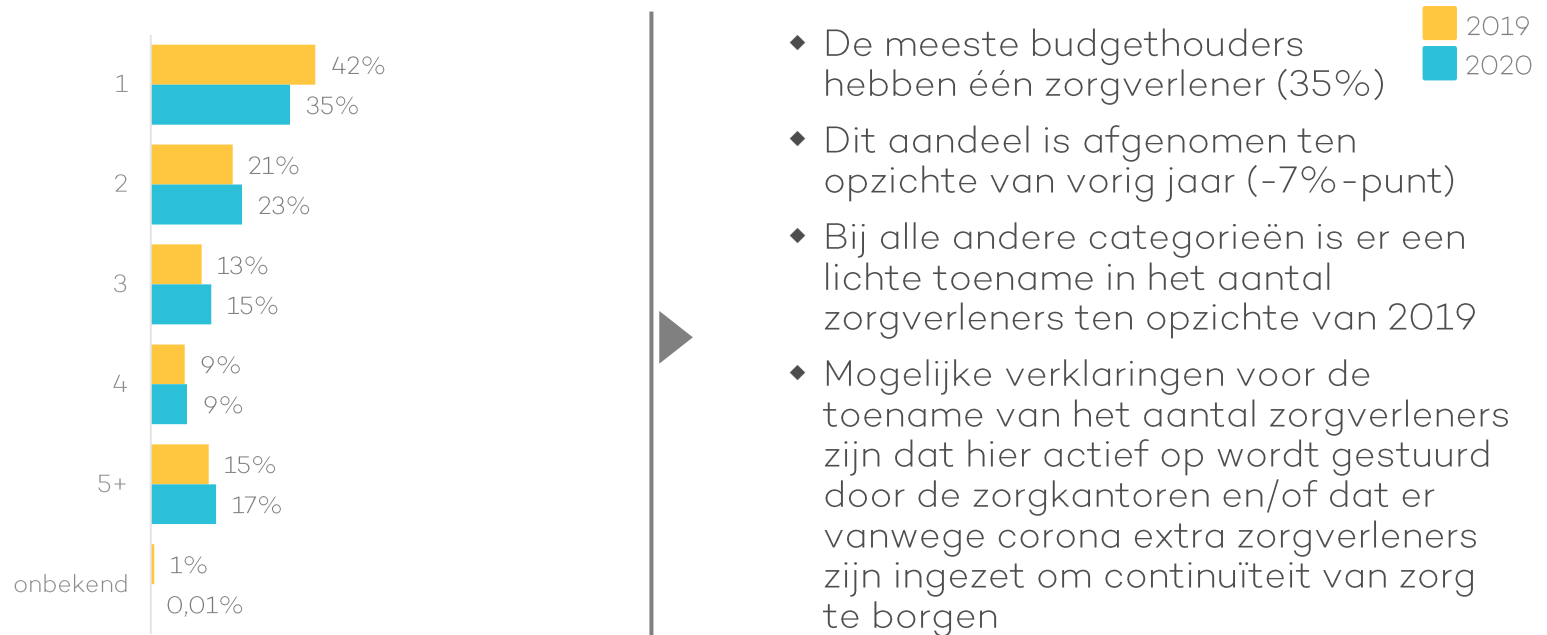 1
42%
35%
2
21%
23%
3
13%
15%
4
9%
9%
5+
15%
17%
onbekend
1%
0,01%
◆ De meeste budgethouders
hebben één zorgverlener (35%)
◆ Dit aandeel is afgenomen ten
opzichte van vorig jaar (-7%-punt)
◆ Bij alle andere categorieën is er een
lichte toename in het aantal
zorgverleners ten opzichte van 2019
◆ Mogelijke verklaringen voor de
toename van het aantal zorgverleners
zijn dat hier actief op wordt gestuurd
door de zorgkantoren en/of dat er
vanwege corona extra zorgverleners
zijn ingezet om continuïteit van zorg
te borgen
2019
2020